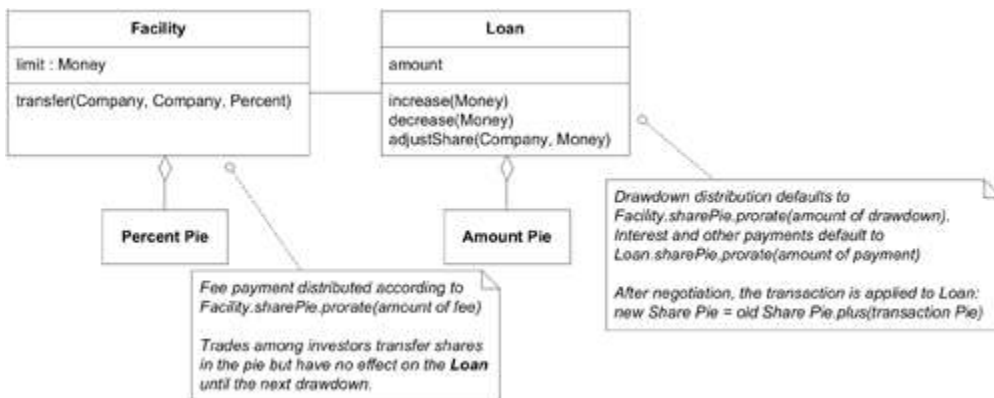 Facility
limit : Money
transfer(Company, Company, Percent)
Loan
amount
increase(Money)
decrease(Money)
adjustShare(Company, Money)
Percent Pie
Amount Pie
Fee payment distributed according to
Facility.sharePie.prorate(amount of fee)
Trades among investors transfer shares
in the pie but have no effect on the Loan
until the next drawdown.
Drawdown distribution defaults to
Facility.sharePie.prorate(amount of drawdown).
Interest and other payments default to
Loan.sharePie.prorate(amount of payment)
After negotiation, the transaction is applied to Loan:
new Share Pie = old Share Pie.plus(transaction Pie)